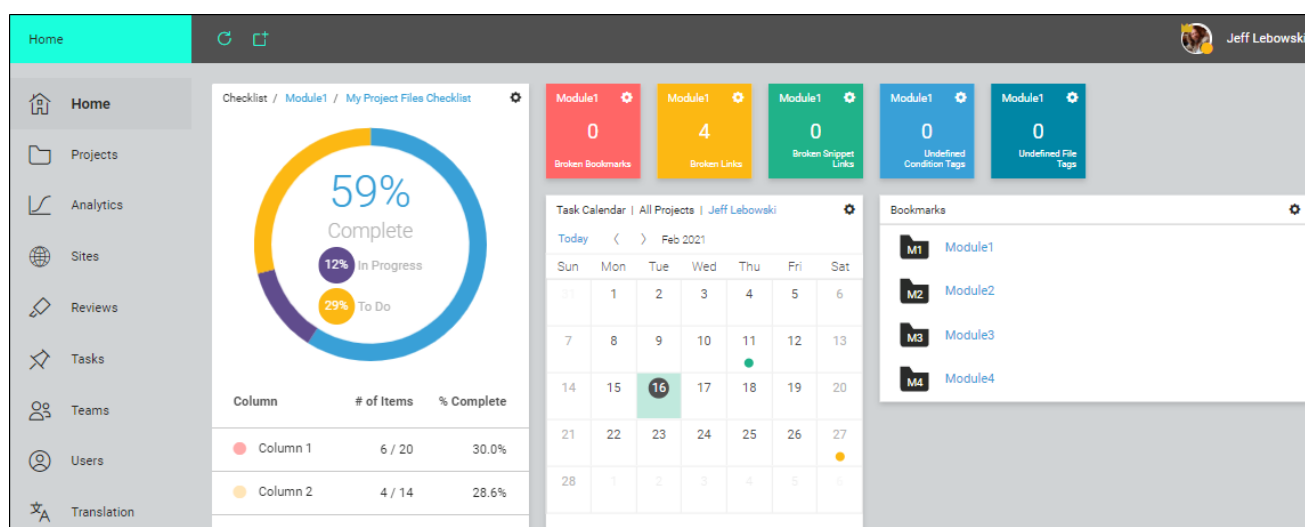 Home
Jeff Lebowski
Home
Projects
Analytics
Sites
Reviews
Tasks
Teams
Users
Translation
Checklist / Module1 / My Project Files Checklist
59%
Complete
12% In Progress
29% To Do
Column # of Items % Complete
Column 1 6 / 20 30.0%
Column 2 4 / 14 28.6%
Module1
0
Broken Bookmarks
Module1
4
Broken Links
Module1
0
Broken Snippet
Links
Module1
0
Undefined
Condition Tags
Module1
0
Undefined File
Tags
Task Calendar | All Projects | Jeff Lebowski
Today Feb 2021
Sun Mon Tue Wed Thu Fri Sat
31 1 2 3 4 5 6
7 8 9 10 11 12 13
14 15 16 17 18 19 20
21 22 23 24 25 26 27
28 1 2 3 4 5 6
Bookmarks
M1 Module1
M2 Module2
M3 Module3
M4 Module4